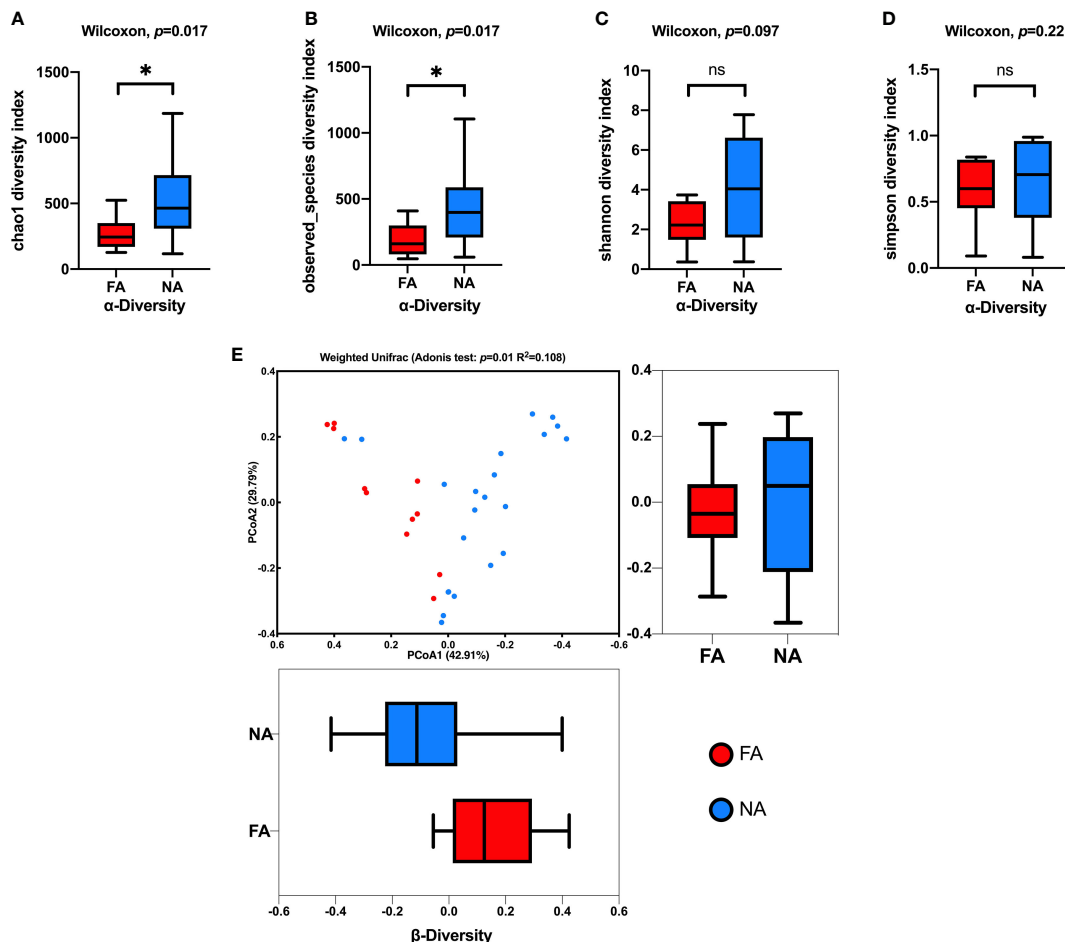 A
Wilcoxon, p=0.017
*
chao1 diversity index
1500
1000
500
0
FA NA
α-Diversity
B
Wilcoxon, p=0.017
*
observed_species diversity index
1500
1000
500
0
FA NA
α-Diversity
C
Wilcoxon, p=0.097
ns
shannon diversity index
10
8
6
4
2
0
FA NA
α-Diversity
D
Wilcoxon, p=0.22
ns
simpson diversity index
1.5
1.0
0.5
0.0
FA NA
α-Diversity
E
Weighted Unifrac (Adonis test: p=0.01 R²=0.108)
PCoA2 (29.79%)
0.4
0.2
0.0
-0.2
-0.4
0.6 0.4 0.2 0.0 -0.2 -0.4 -0.6
PCoA1 (42.91%)
0.4
0.2
0.0
-0.2
-0.4
FA NA
NA
FA
-0.6 -0.4 -0.2 0.0 0.2 0.4 0.6
β-Diversity
FA
NA